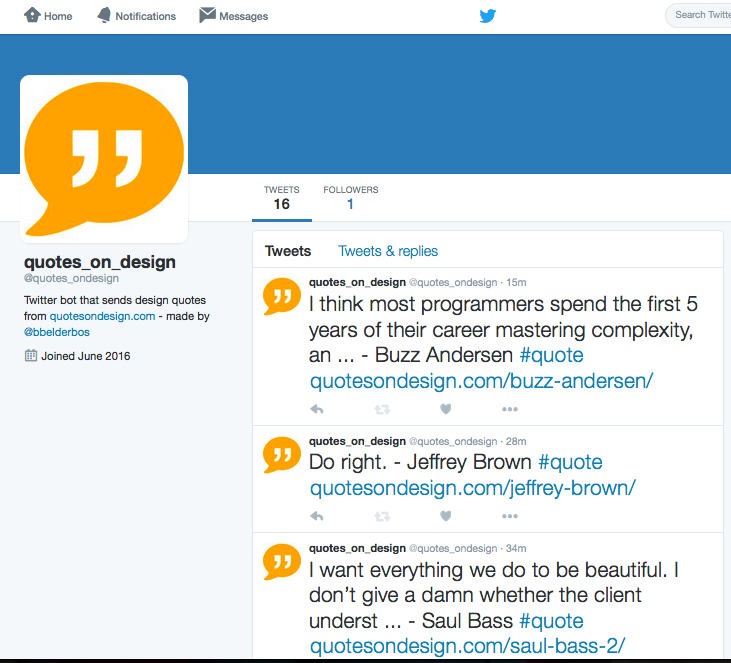 Home Notifications Messages Search Twitte
TWEETS FOLLOWERS
16 1
quotes_on_design
@quotes_ondesign
Twitter bot that sends design quotes
from quotesondesign.com - made by
@bbelderbos
Joined June 2016
Tweets Tweets & replies
quotes_on_design @quotes_ondesign · 15m
I think most programmers spend the first 5
years of their career mastering complexity,
an ... - Buzz Andersen #quote
quotesondesign.com/buzz-andersen/
quotes_on_design @quotes_ondesign · 28m
Do right. - Jeffrey Brown #quote
quotesondesign.com/jeffrey-brown/
quotes_on_design @quotes_ondesign · 34m
I want everything we do to be beautiful. I
don’t give a damn whether the client
underst ... - Saul Bass #quote
quotesondesign.com/saul-bass-2/